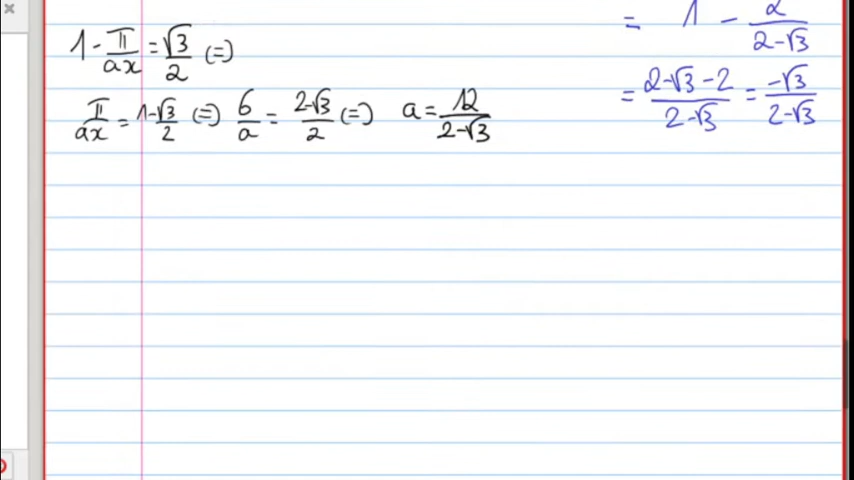 1 - π/ax = √3/2 (=)
π/ax = 1-√3/2 (=) 6/a = 2-√3/2 (=) a = 12/2-√3
= 1 - 2/2-√3
= 2-√3-2/2-√3 = -√3/2-√3